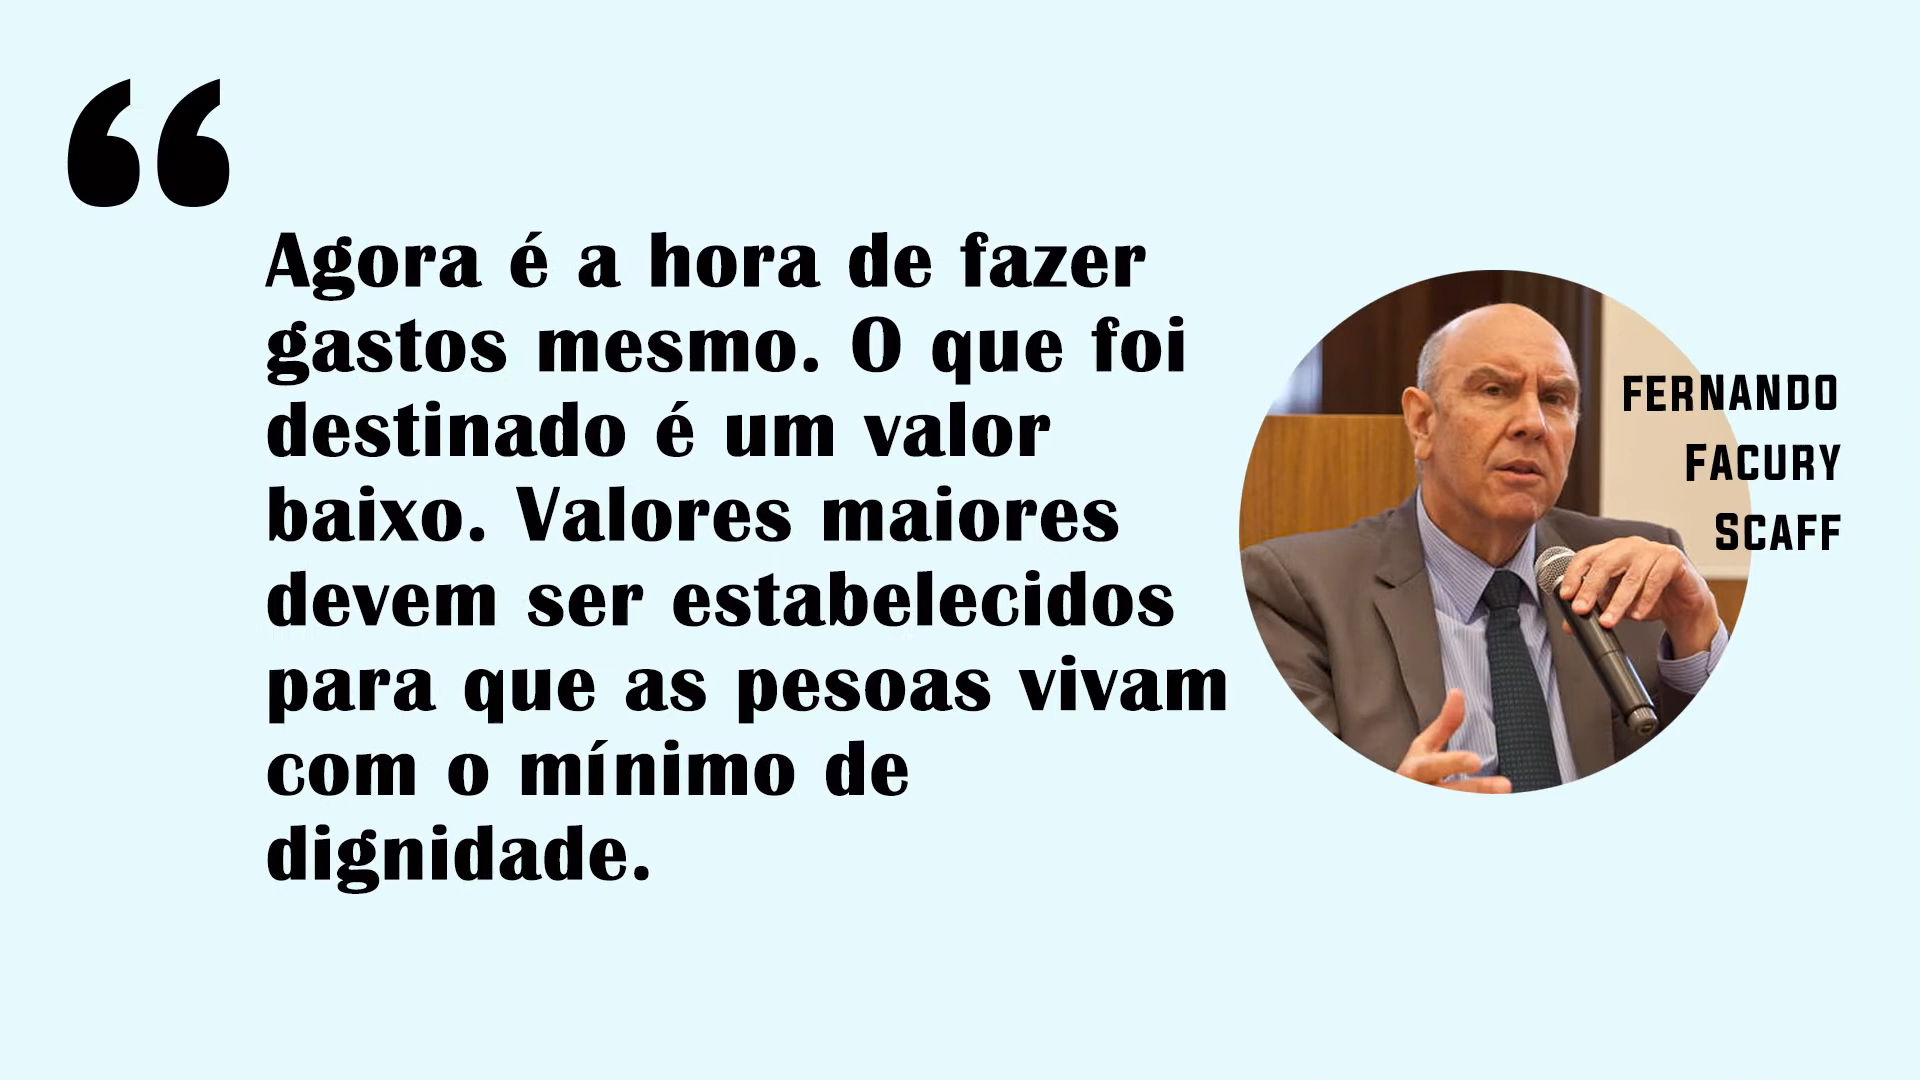 “
Agora é a hora de fazer
gastos mesmo. O que foi
destinado é um valor
baixo. Valores maiores
devem ser estabelecidos
para que as pesoas vivam
com o mínimo de
dignidade.
FERNANDO
FACURY
SCAFF